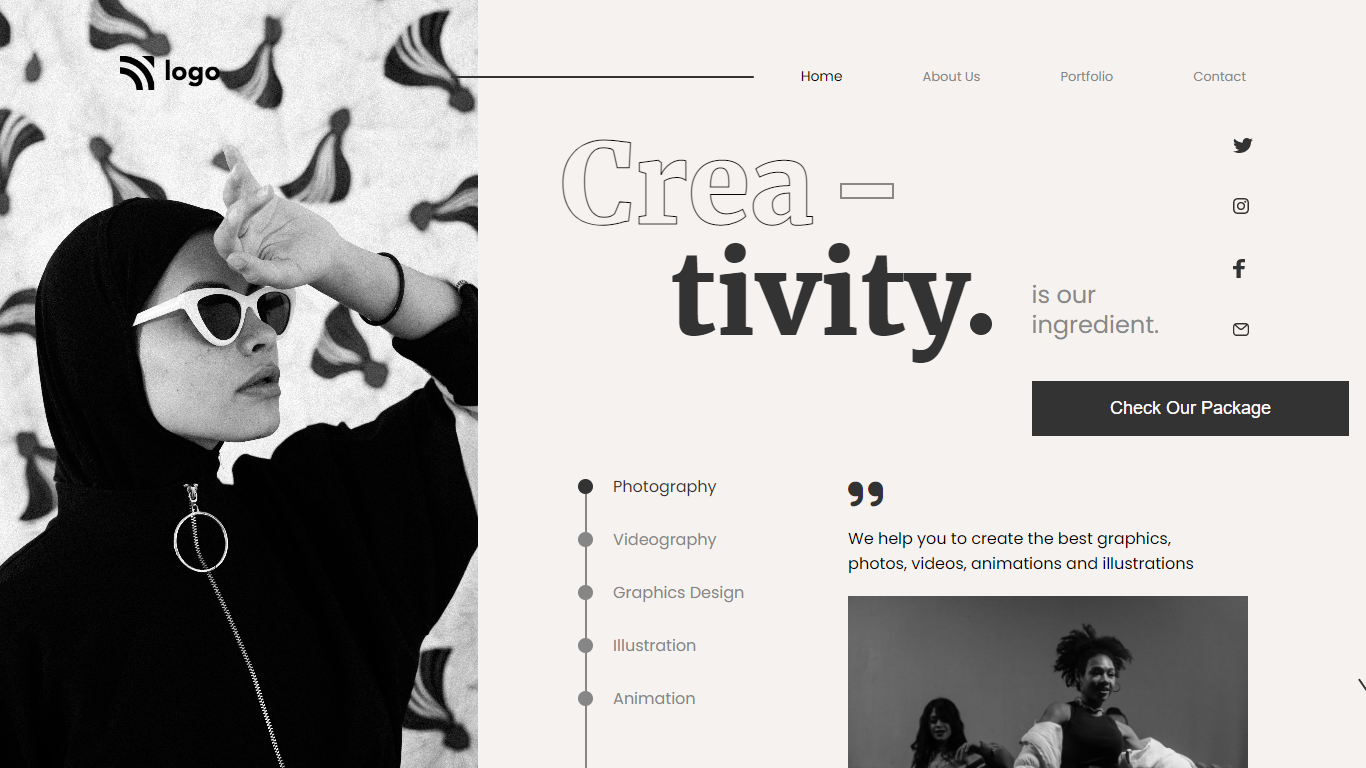 logo
Home
About Us
Portfolio
Contact
Crea –
tivity.
is our
ingredient.
Check Our Package
Photography
Videography
Graphics Design
Illustration
Animation
❜❜
We help you to create the best graphics,
photos, videos, animations and illustrations